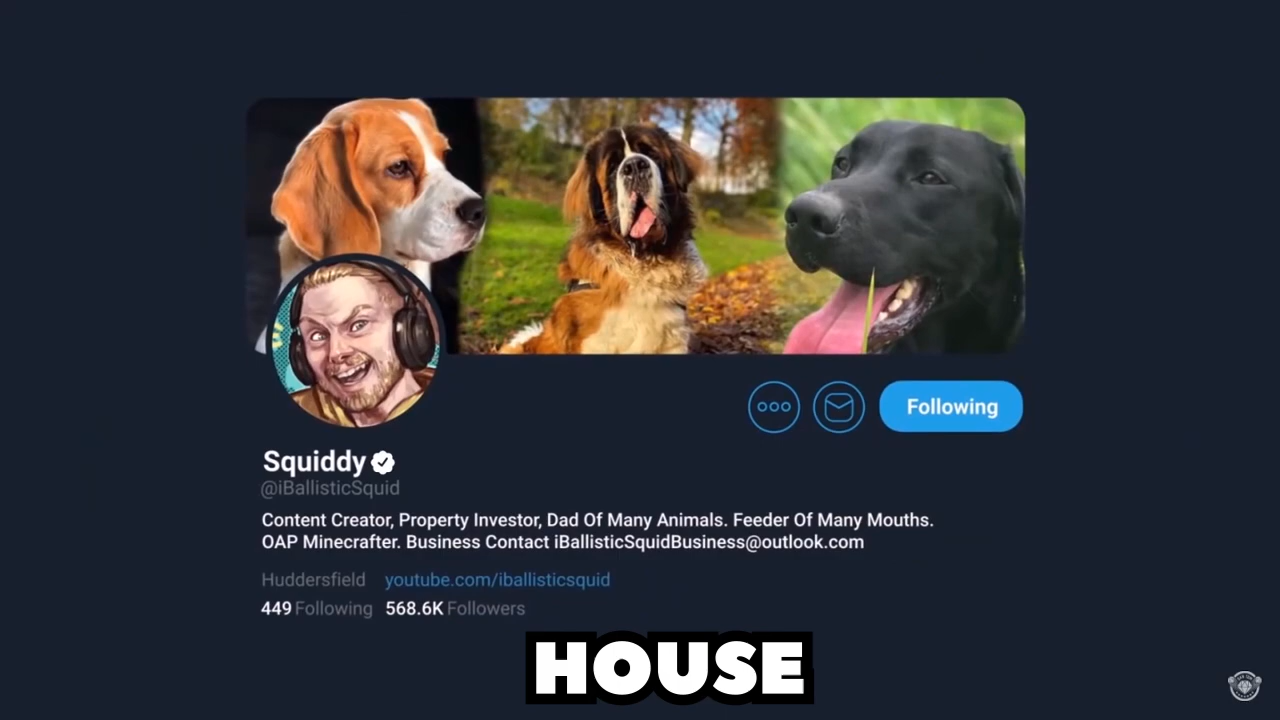 Following
Squiddy
@iBallisticSquid
Content Creator, Property Investor, Dad Of Many Animals. Feeder Of Many Mouths.
OAP Minecrafter. Business Contact iBallisticSquidBusiness@outlook.com
Huddersfield youtube.com/iballisticsquid
449 Following 568.6K Followers
HOUSE